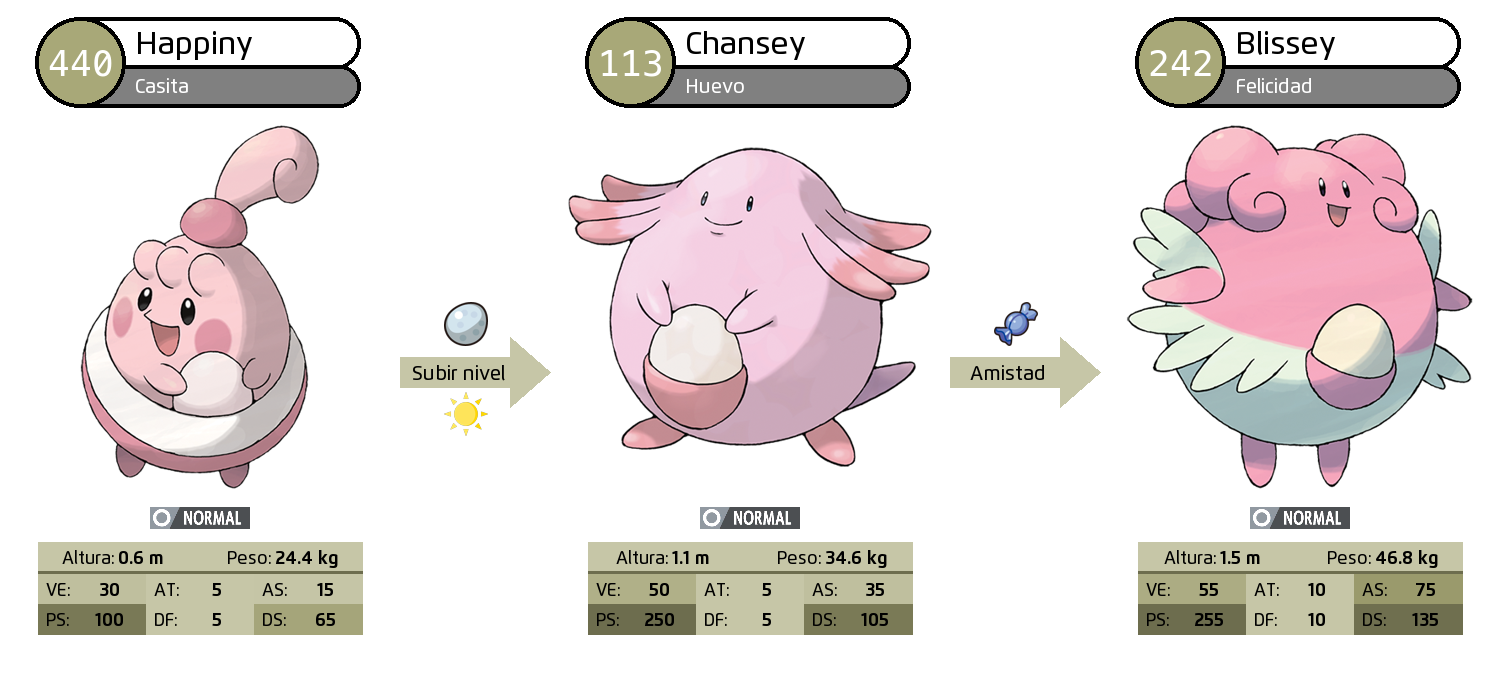 440 Happiny
Casita
113 Chansey
Huevo
242 Blissey
Felicidad
Subir nivel
Amistad
NORMAL
NORMAL
NORMAL
Altura: 0.6 m Peso: 24.4 kg
VE: 30 AT: 5 AS: 15
PS: 100 DF: 5 DS: 65
Altura: 1.1 m Peso: 34.6 kg
VE: 50 AT: 5 AS: 35
PS: 250 DF: 5 DS: 105
Altura: 1.5 m Peso: 46.8 kg
VE: 55 AT: 10 AS: 75
PS: 255 DF: 10 DS: 135